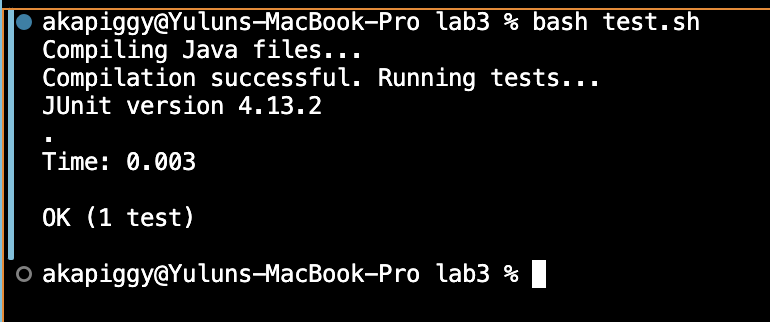 akapiggy@Yuluns-MacBook-Pro lab3 % bash test.sh
Compiling Java files...
Compilation successful. Running tests...
JUnit version 4.13.2
.
Time: 0.003
OK (1 test)
akapiggy@Yuluns-MacBook-Pro lab3 %